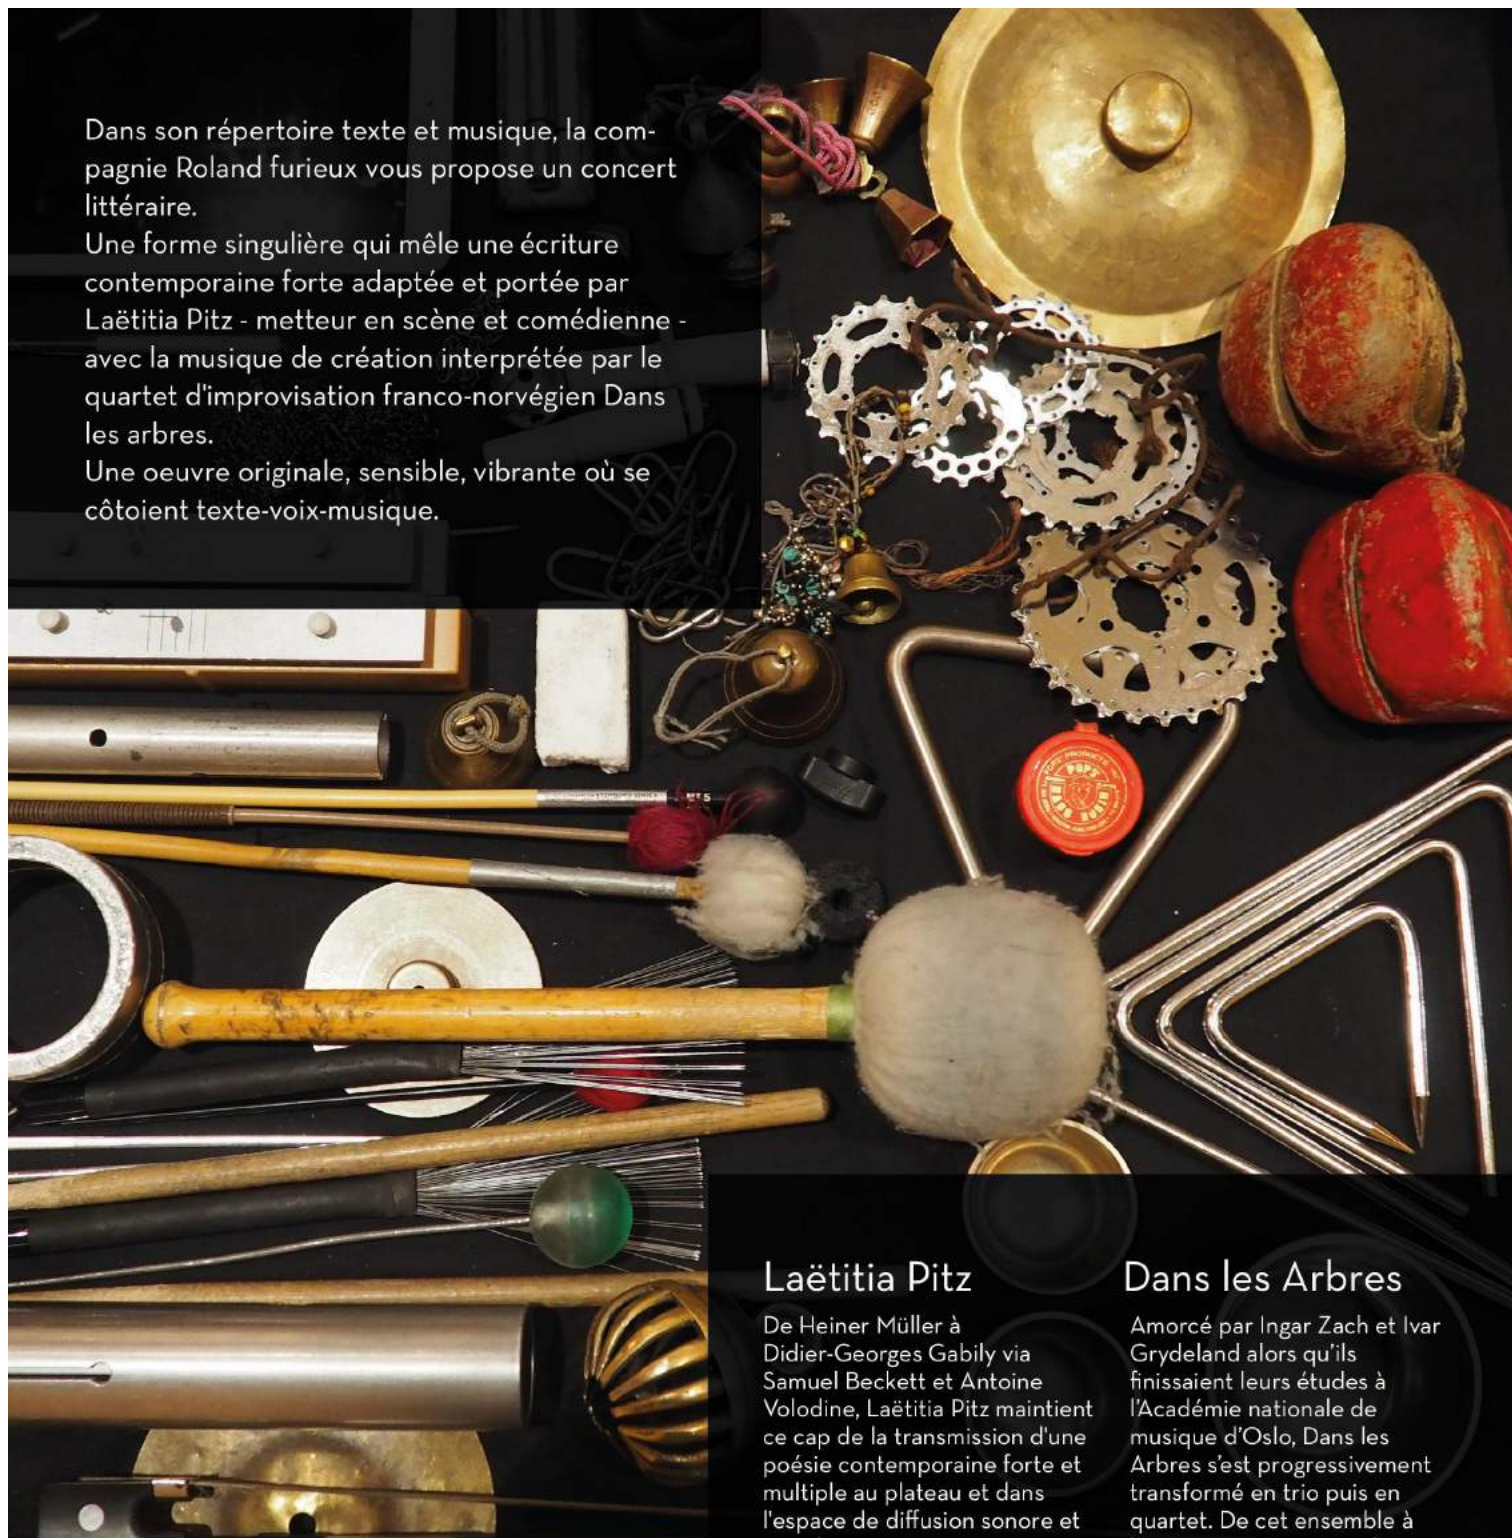 Dans son répertoire texte et musique, la com-
pagnie Roland furieux vous propose un concert
littéraire.
Une forme singulière qui mêle une écriture
contemporaine forte adaptée et portée par
Laëtitia Pitz - metteur en scène et comédienne -
avec la musique de création interprétée par le
quartet d'improvisation franco-norvégien Dans
les arbres.
Une oeuvre originale, sensible, vibrante où se
côtoient texte-voix-musique.
POPS
Laëtitia Pitz
De Heiner Müller à
Didier-Georges Gabily via
Samuel Beckett et Antoine
Volodine, Laëtitia Pitz maintient
ce cap de la transmission d'une
poésie contemporaine forte et
multiple au plateau et dans
l'espace de diffusion sonore et
Dans les Arbres
Amorcé par Ingar Zach et Ivar
Grydeland alors qu'ils
finissaient leurs études à
l'Académie nationale de
musique d'Oslo, Dans les
Arbres s'est progressivement
transformé en trio puis en
quartet. De cet ensemble à